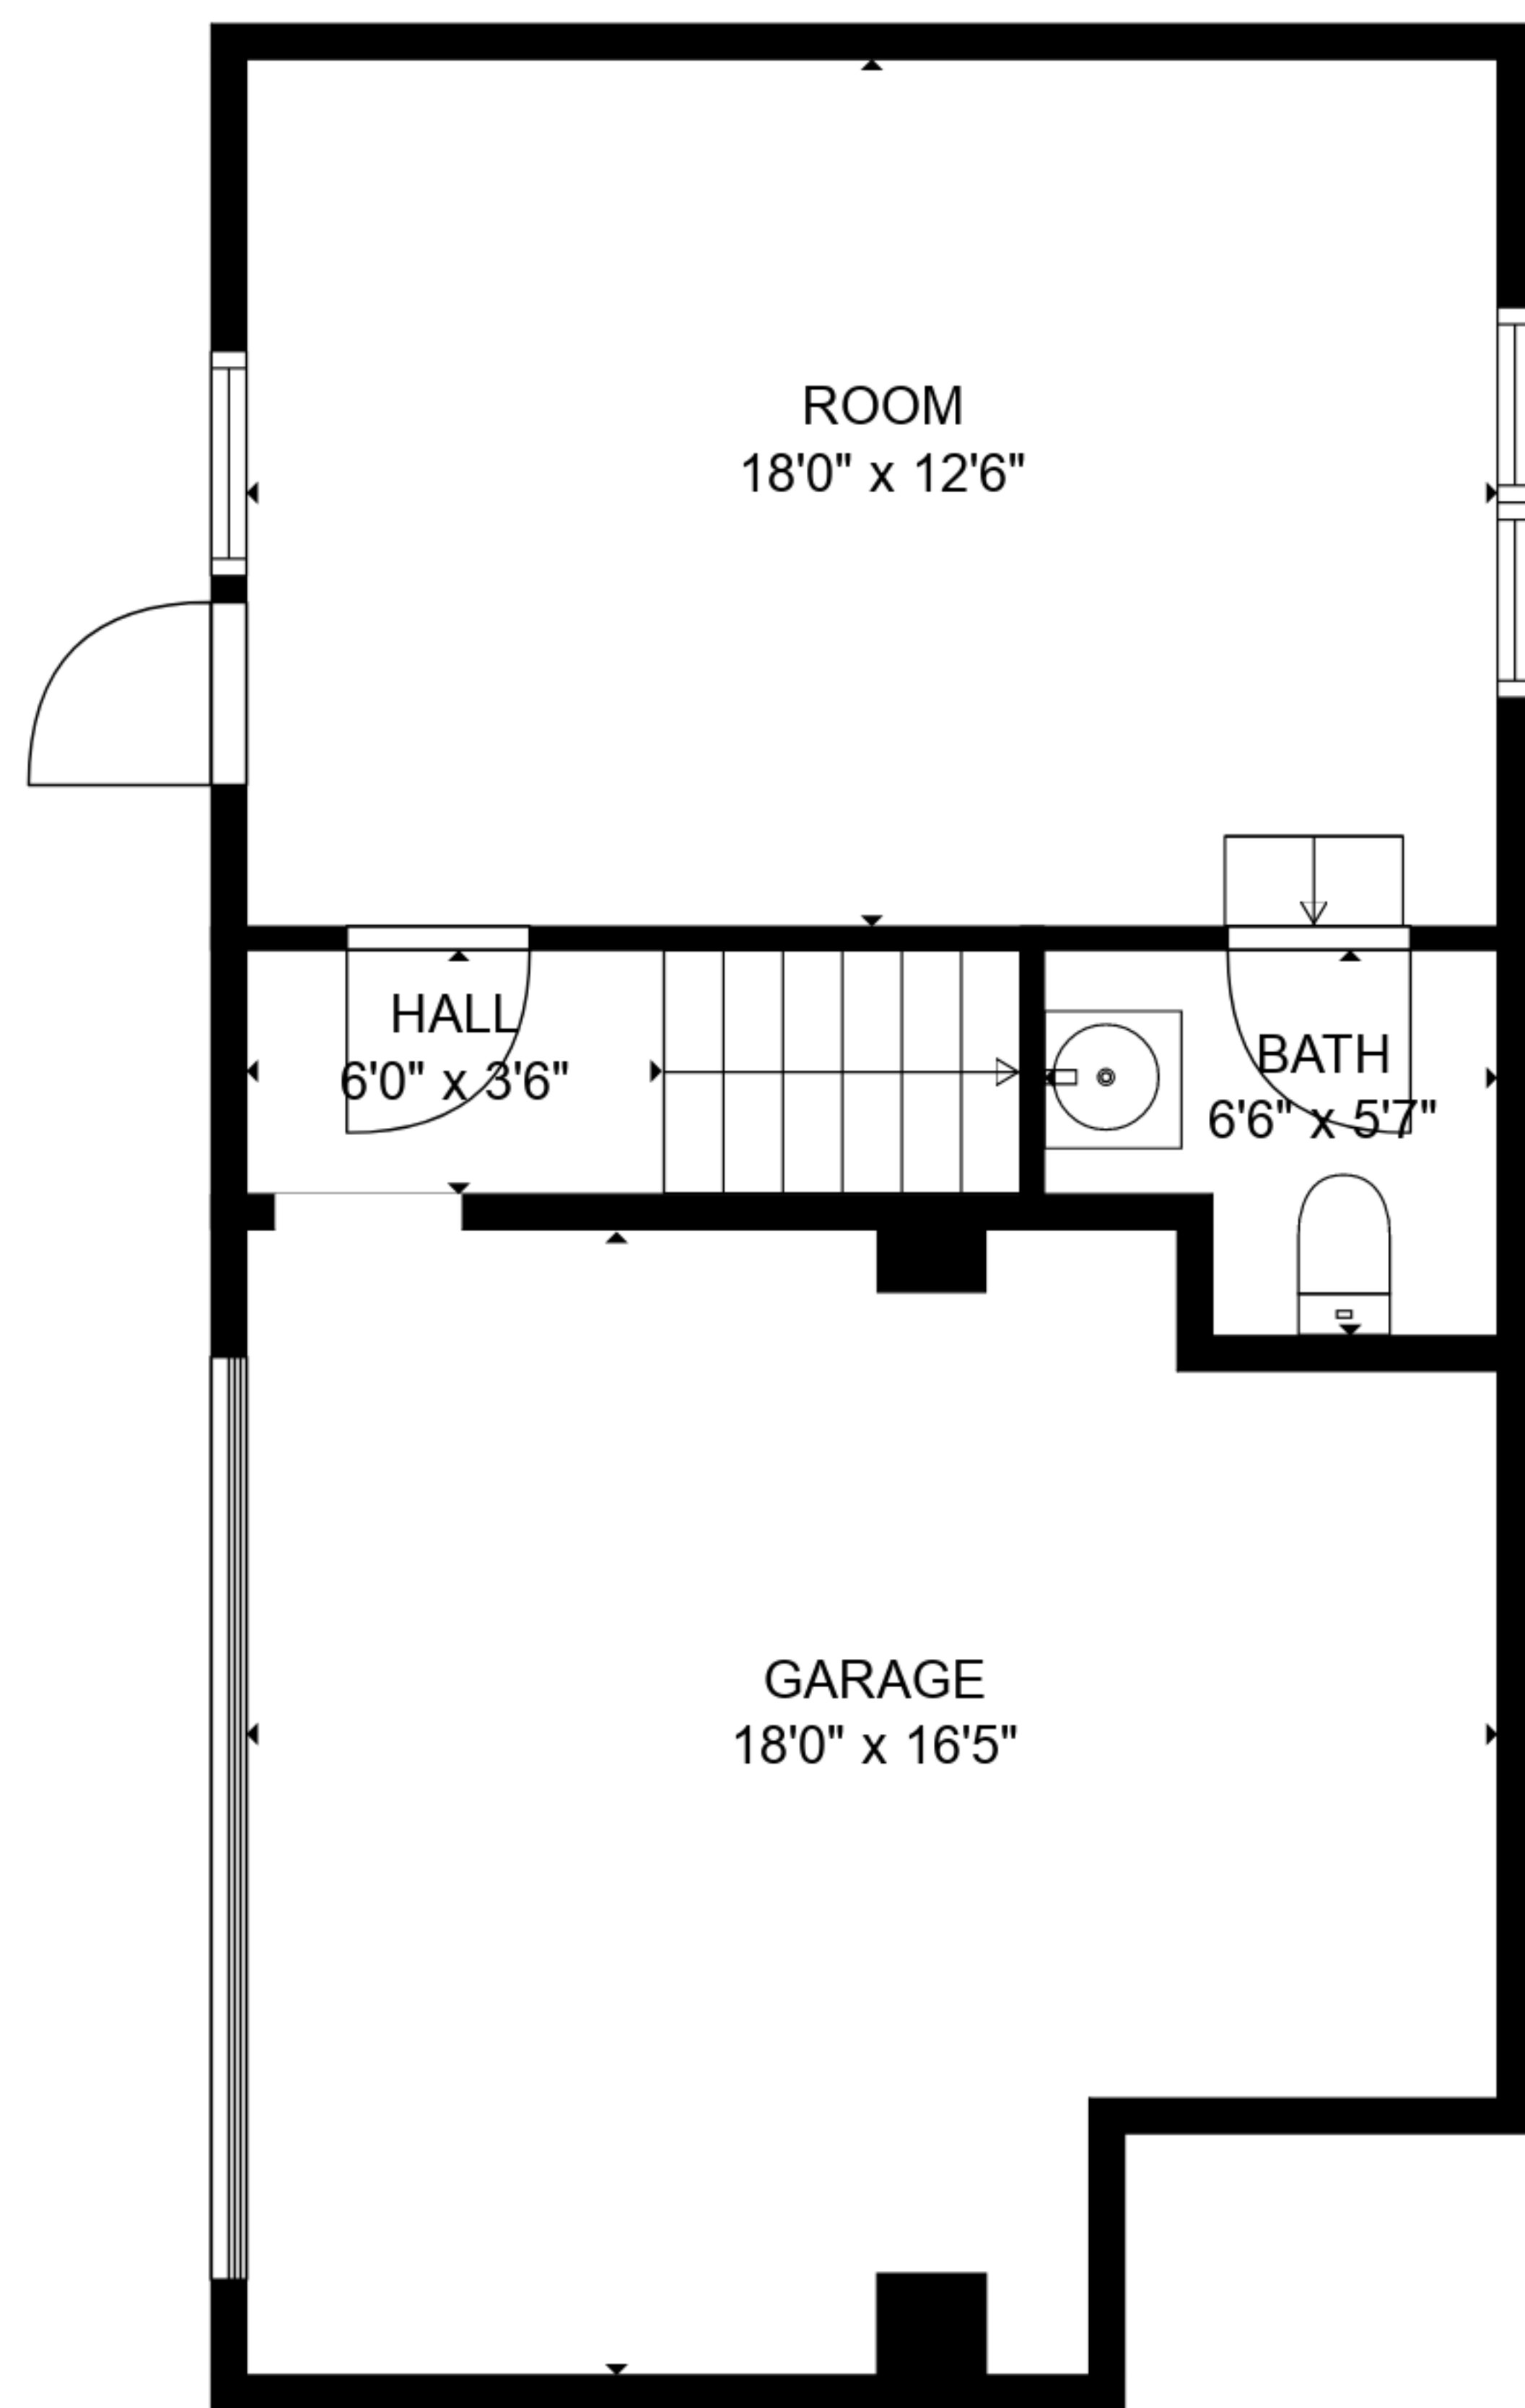 ROOM
18'0" x 12'6"
HALL
6'0" x 3'6"
BATH
6'6" x 5'7"
GARAGE
18'0" x 16'5"